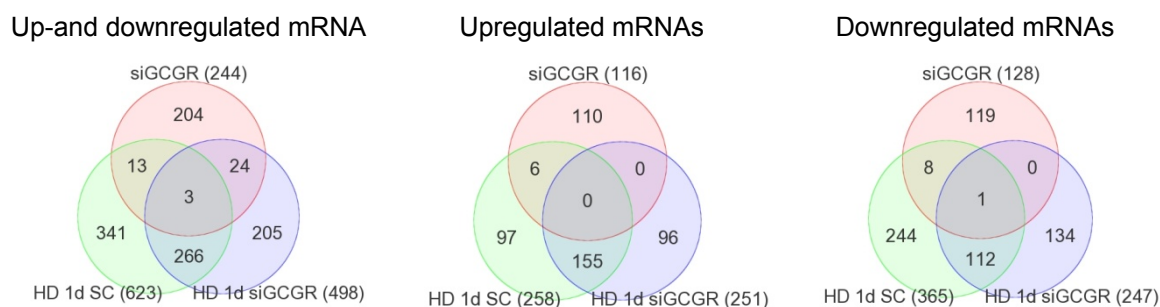 Up-and downregulated mRNA
siGCGR (244)
204
13
24
3
341
205
266
HD 1d SC (623)
HD 1d siGCGR (498)
Upregulated mRNAs
siGCGR (116)
110
6
0
0
97
96
155
HD 1d SC (258)
HD 1d siGCGR (251)
Downregulated mRNAs
siGCGR (128)
119
8
0
1
244
134
112
HD 1d SC (365)
HD 1d siGCGR (247)